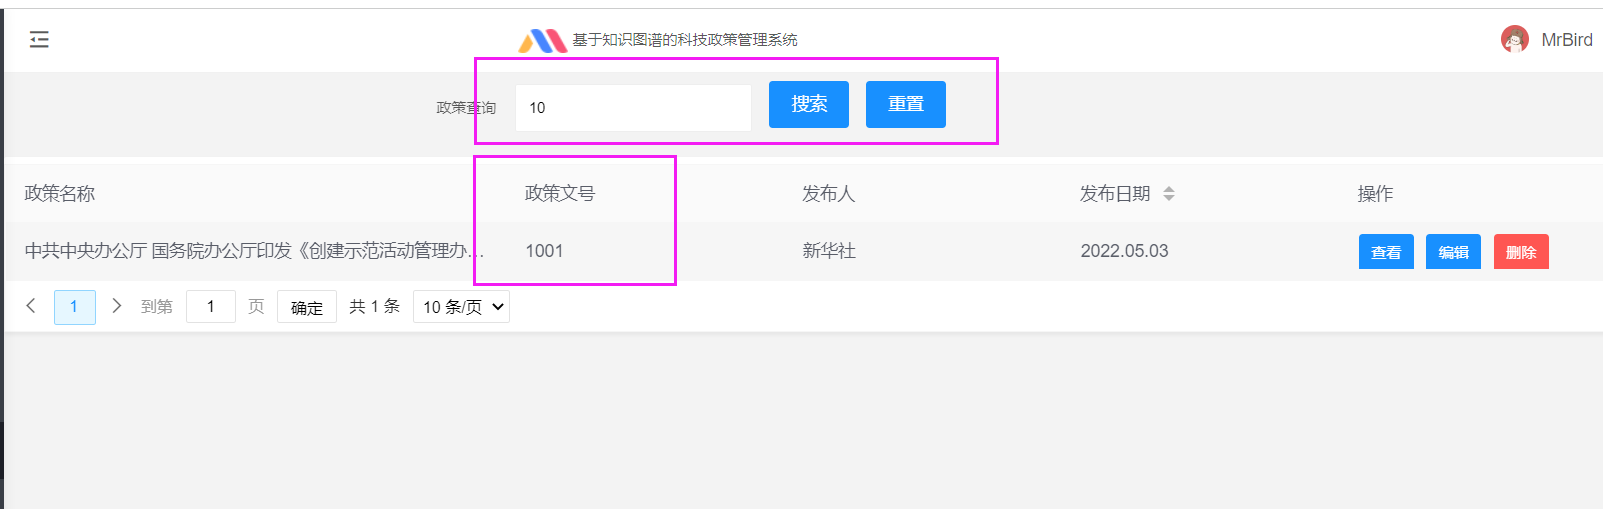 基于知识图谱的科技政策管理系统
MrBird
政策查询 10 搜索 重置
政策名称 政策文号 发布人 发布日期 操作
中共中央办公厅 国务院办公厅印发《创建示范活动管理办... 1001 新华社 2022.05.03 查看 编辑 删除
1 到第 1 页 确定 共 1 条 10 条/页